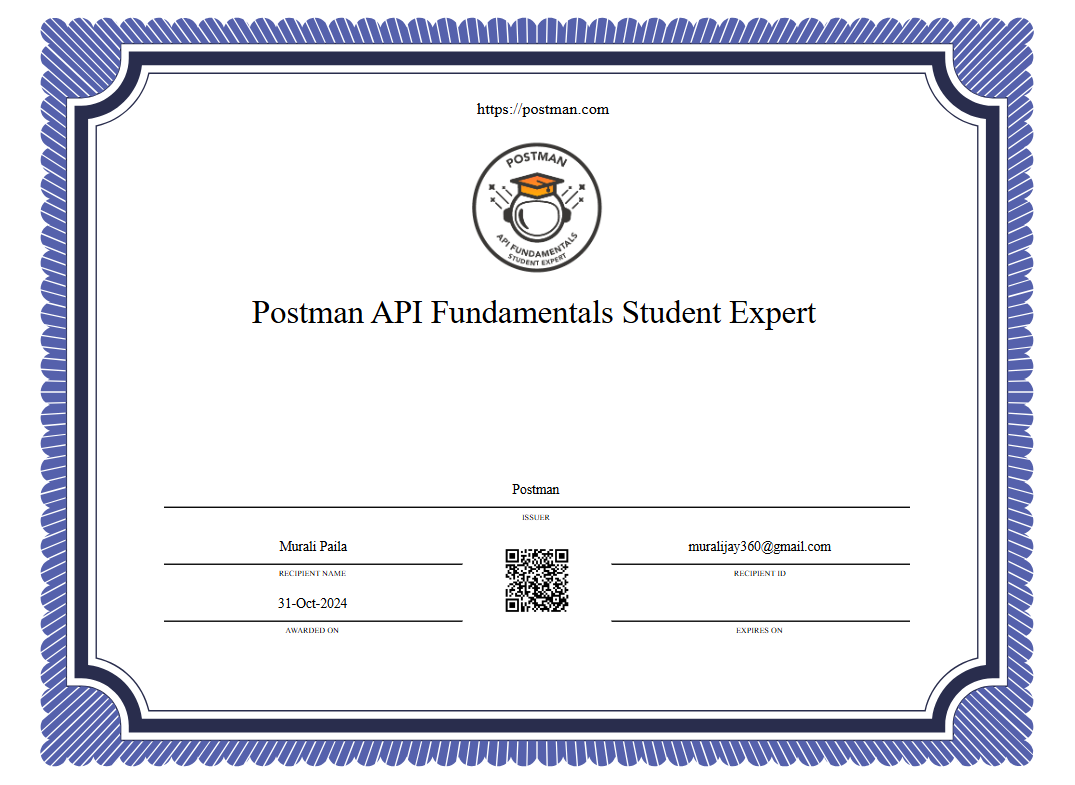 https://postman.com
POSTMAN
API FUNDAMENTALS
STUDENT EXPERT
Postman API Fundamentals Student Expert
Postman
ISSUER
Murali Paila
RECIPIENT NAME
muralijay360@gmail.com
RECIPIENT ID
31-Oct-2024
AWARDED ON
EXPIRES ON